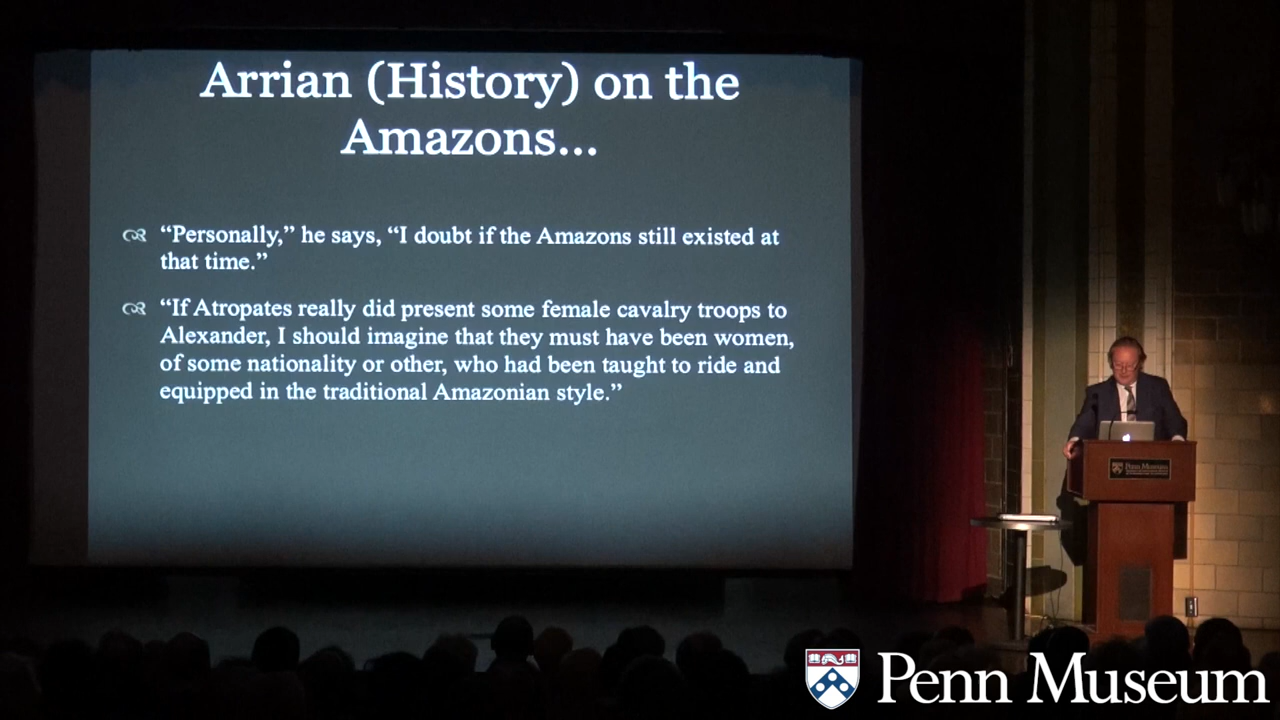 Arrian (History) on the
Amazons...
“Personally,” he says, “I doubt if the Amazons still existed at
that time.”
“If Atropates really did present some female cavalry troops to
Alexander, I should imagine that they must have been women,
of some nationality or other, who had been taught to ride and
equipped in the traditional Amazonian style.”
Penn Museum
Penn Museum